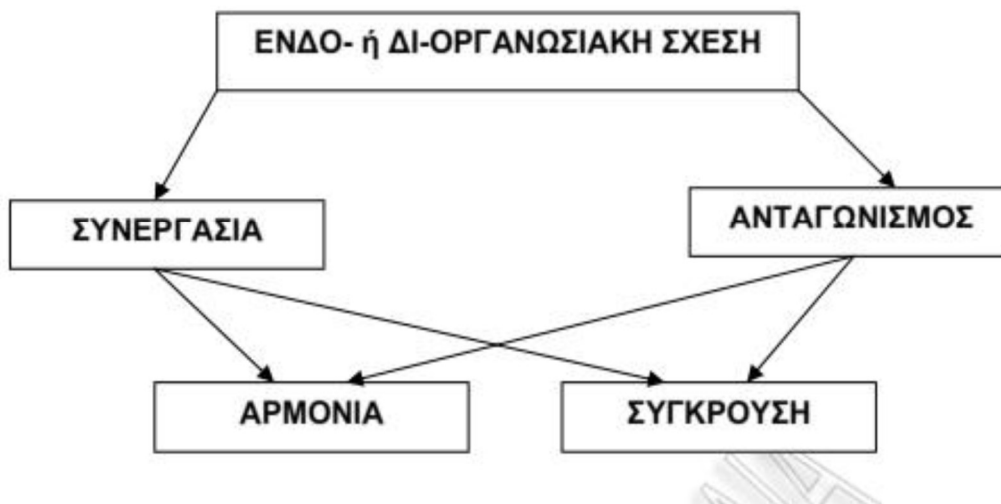 ΕΝΔΟ- ή ΔΙ-ΟΡΓΑΝΩΣΙΑΚΗ ΣΧΕΣΗ
ΣΥΝΕΡΓΑΣΙΑ
ΑΝΤΑΓΩΝΙΣΜΟΣ
ΑΡΜΟΝΙΑ
ΣΥΓΚΡΟΥΣΗ